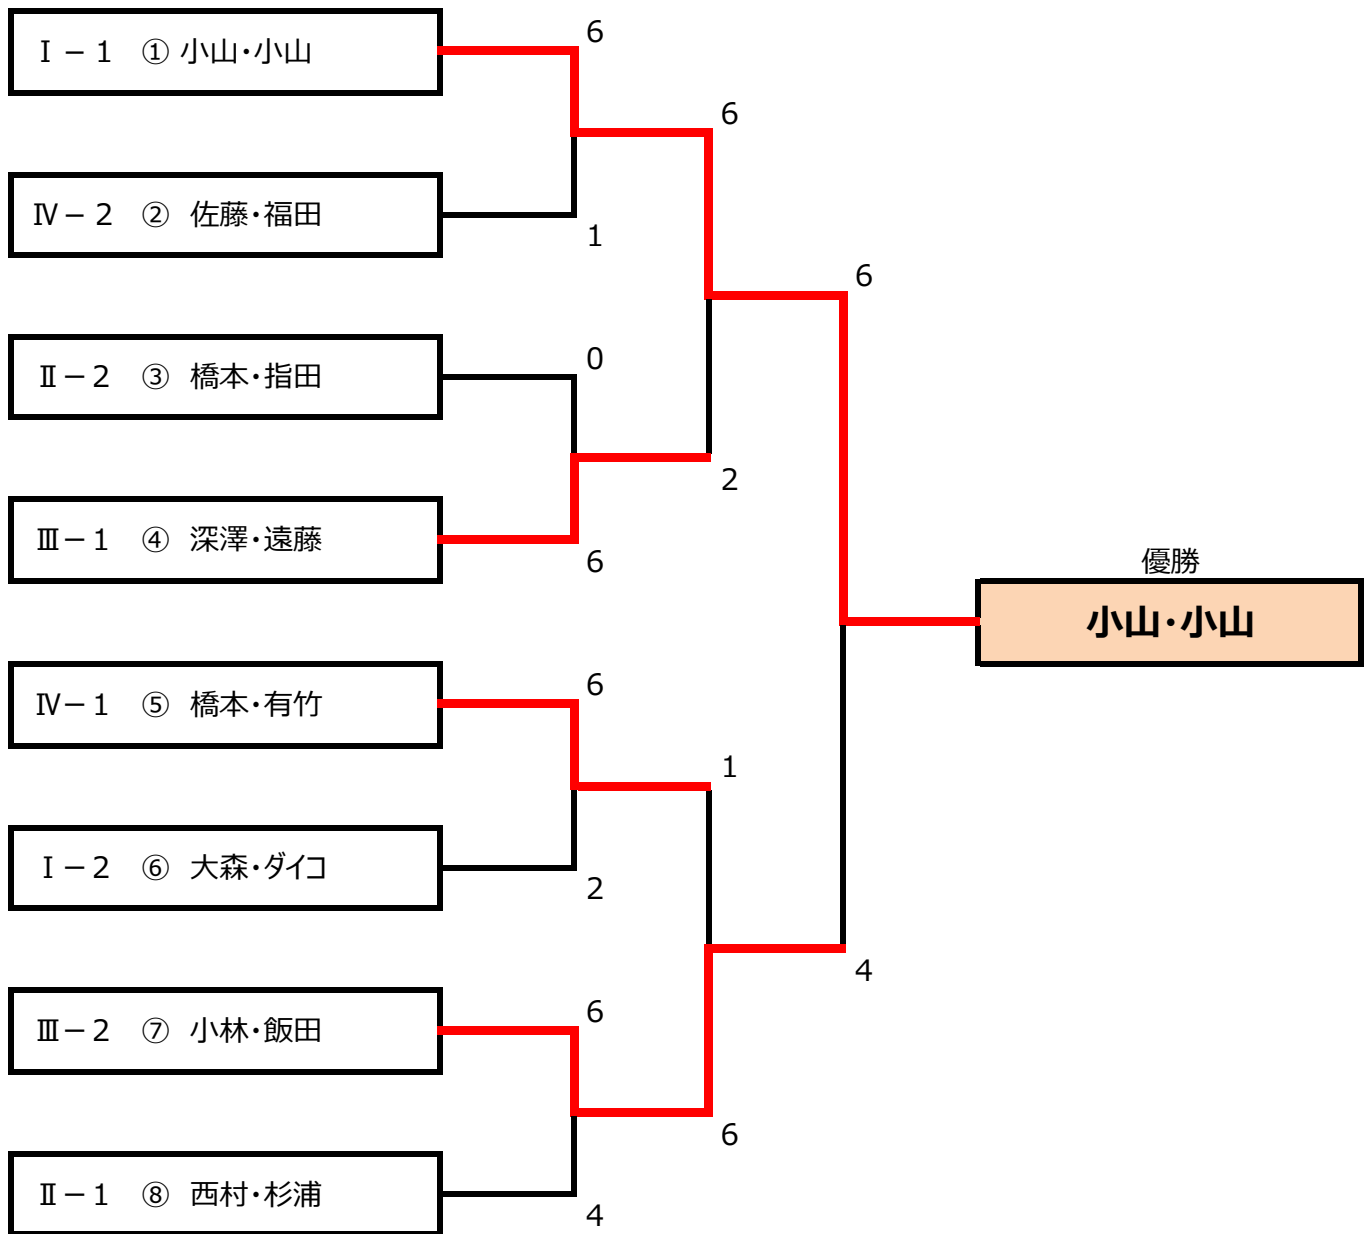 Ⅰ－１　① 小山・小山
6
6
Ⅳ－２　② 佐藤・福田
1
6
Ⅱ－２　③ 橋本・指田
0
2
Ⅲ－１　④ 深澤・遠藤
6
優勝
小山・小山
Ⅳ－１　⑤ 橋本・有竹
6
1
Ⅰ－２　⑥ 大森・ダイコ
2
4
Ⅲ－２　⑦ 小林・飯田
6
6
Ⅱ－１　⑧ 西村・杉浦
4